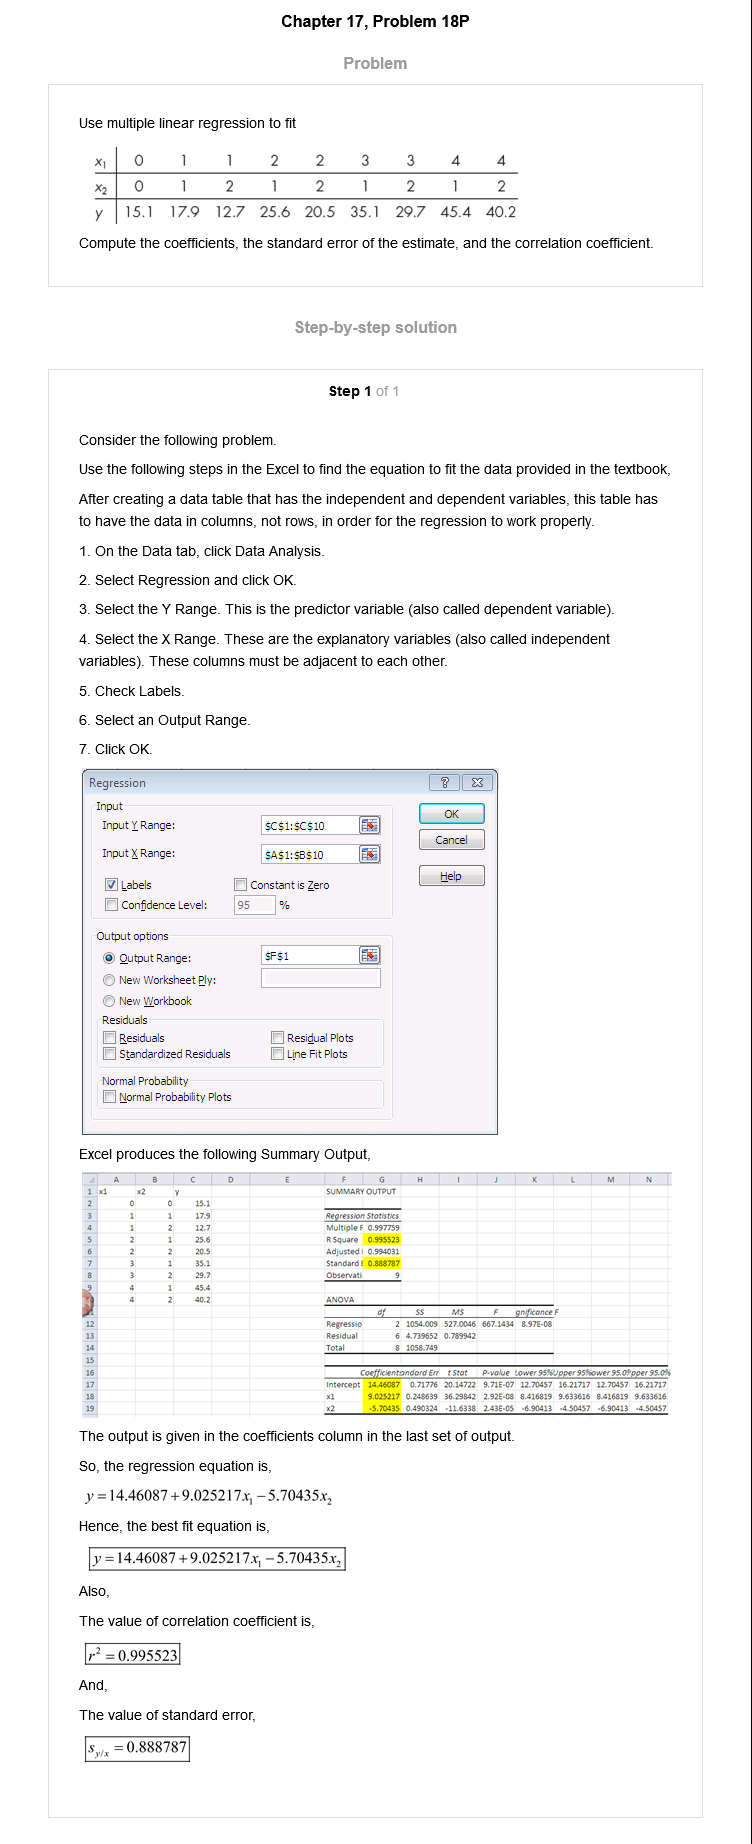 Chapter 17, Problem 18P
Problem
Use multiple linear regression to fit
x₁ 0 1 1 2 2 3 3 4 4
x₂ 0 1 2 1 2 1 2 1 2
y 15.1 17.9 12.7 25.6 20.5 35.1 29.7 45.4 40.2
Compute the coefficients, the standard error of the estimate, and the correlation coefficient.
Step-by-step solution
Step 1 of 1
Consider the following problem.
Use the following steps in the Excel to find the equation to fit the data provided in the textbook,
After creating a data table that has the independent and dependent variables, this table has
to have the data in columns, not rows, in order for the regression to work properly.
1. On the Data tab, click Data Analysis.
2. Select Regression and click OK.
3. Select the Y Range. This is the predictor variable (also called dependent variable).
4. Select the X Range. These are the explanatory variables (also called independent
variables). These columns must be adjacent to each other.
5. Check Labels.
6. Select an Output Range.
7. Click OK.
Regression ?
Input
OK
Input Y Range: $C$1:$C$10
Cancel
Input X Range: $A$1:$B$10
Help
Labels Constant is Zero
Confidence Level: 95 %
Output options
Output Range: $F$1
New Worksheet Ply:
New Workbook
Residuals
Residuals Residual Plots
Standardized Residuals Line Fit Plots
Normal Probability
Normal Probability Plots
Excel produces the following Summary Output,
A B C D E F G H I J K L M N
1 x1 x2 y SUMMARY OUTPUT
2 0 0 15.1
3 1 1 17.9 Regression Statistics
4 1 2 12.7 Multiple F 0.997759
5 2 1 25.6 R Square 0.995523
6 2 2 20.5 Adjusted 0.994031
7 3 1 35.1 Standard E 0.888787
8 3 2 29.7 Observati 9
9 4 1 45.4
4 2 40.2 ANOVA
11 df SS MS F gnificance F
12 Regressio 2 1054.009 527.0046 667.1434 8.97E-08
13 Residual 6 4.739652 0.789942
14 Total 8 1058.749
15
16 Coefficients andard Err t Stat P-value Lower 95% Upper 95% ower 95.0% pper 95.0%
17 Intercept 14.46087 0.71776 20.14722 9.71E-07 12.70457 16.21717 12.70457 16.21717
18 x1 9.025217 0.248639 36.29842 2.92E-08 8.416819 9.633616 8.416819 9.633616
19 x2 -5.70435 0.490324 -11.6338 2.43E-05 -6.90413 -4.50457 -6.90413 -4.50457
The output is given in the coefficients column in the last set of output.
So, the regression equation is,
y = 14.46087 + 9.025217x₁ − 5.70435x₂
Hence, the best fit equation is,
y = 14.46087 + 9.025217x₁ − 5.70435x₂
Also,
The value of correlation coefficient is,
r² = 0.995523
And,
The value of standard error,
s_y/x = 0.888787